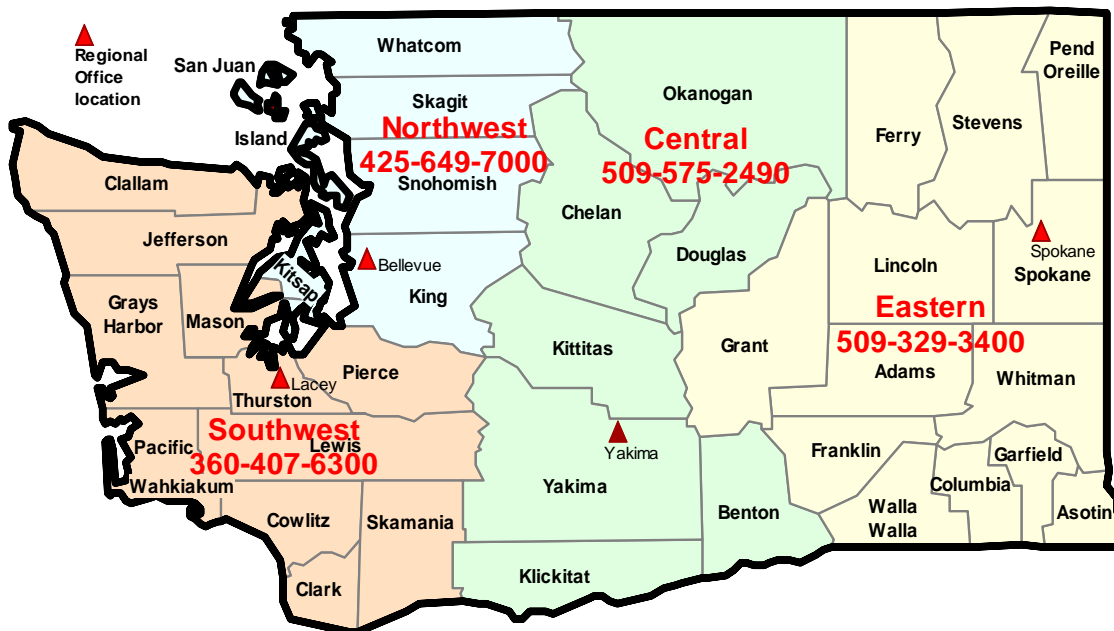 Regional
Office
location
San Juan
Island
Whatcom
Skagit
Northwest
425-649-7000
Snohomish
King
Bellevue
Kitsap
Okanogan
Central
509-575-2490
Chelan
Douglas
Kittitas
Yakima
Yakima
Benton
Klickitat
Ferry
Stevens
Pend
Oreille
Lincoln
Spokane
Spokane
Eastern
509-329-3400
Grant
Adams
Whitman
Franklin
Garfield
Columbia
Walla
Walla
Asotin
Clallam
Jefferson
Grays
Harbor
Mason
Pierce
Lacey
Thurston
Southwest
Lewis
360-407-6300
Pacific
Wahkiakum
Cowlitz
Skamania
Clark